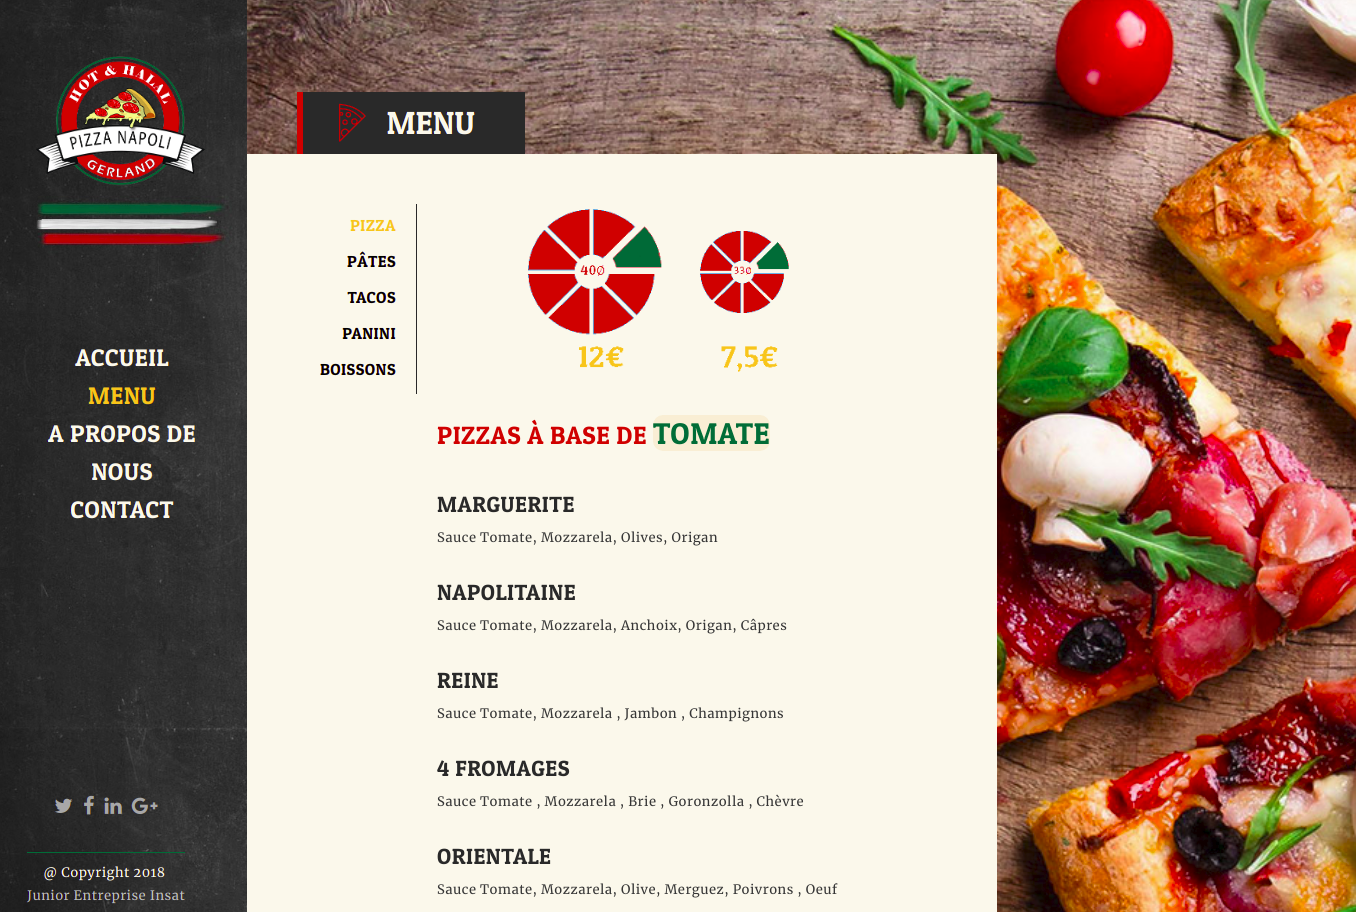 HOT & HALAL
PIZZA NAPOLI
GERLAND
ACCUEIL
MENU
A PROPOS DE
NOUS
CONTACT
@ Copyright 2018
Junior Entreprise Insat
MENU
PIZZA
PÂTES
TACOS
PANINI
BOISSONS
40∅
33∅
12€
7,5€
PIZZAS À BASE DE TOMATE
MARGUERITE
Sauce Tomate, Mozzarela, Olives, Origan
NAPOLITAINE
Sauce Tomate, Mozzarela, Anchoix, Origan, Câpres
REINE
Sauce Tomate, Mozzarela , Jambon , Champignons
4 FROMAGES
Sauce Tomate , Mozzarela , Brie , Goronzolla , Chèvre
ORIENTALE
Sauce Tomate, Mozzarela, Olive, Merguez, Poivrons , Oeuf